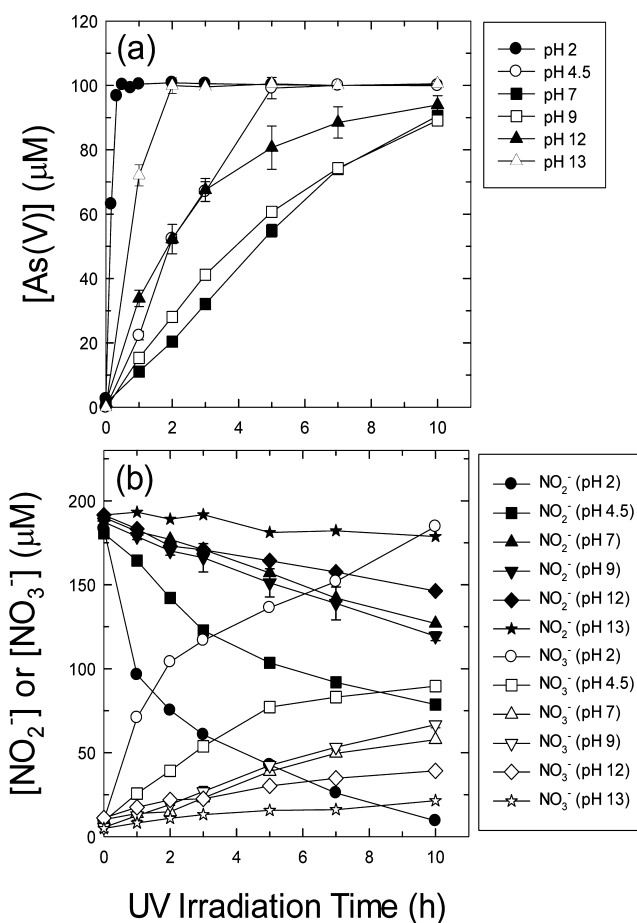 (a)
120
100
80
60
40
20
0
[As(V)] (μM)
0 2 4 6 8 10
pH 2
pH 4.5
pH 7
pH 9
pH 12
pH 13
(b)
200
150
100
50
0
[NO₂⁻] or [NO₃⁻] (μM)
0 2 4 6 8 10
UV Irradiation Time (h)
NO₂⁻ (pH 2)
NO₂⁻ (pH 4.5)
NO₂⁻ (pH 7)
NO₂⁻ (pH 9)
NO₂⁻ (pH 12)
NO₂⁻ (pH 13)
NO₃⁻ (pH 2)
NO₃⁻ (pH 4.5)
NO₃⁻ (pH 7)
NO₃⁻ (pH 9)
NO₃⁻ (pH 12)
NO₃⁻ (pH 13)